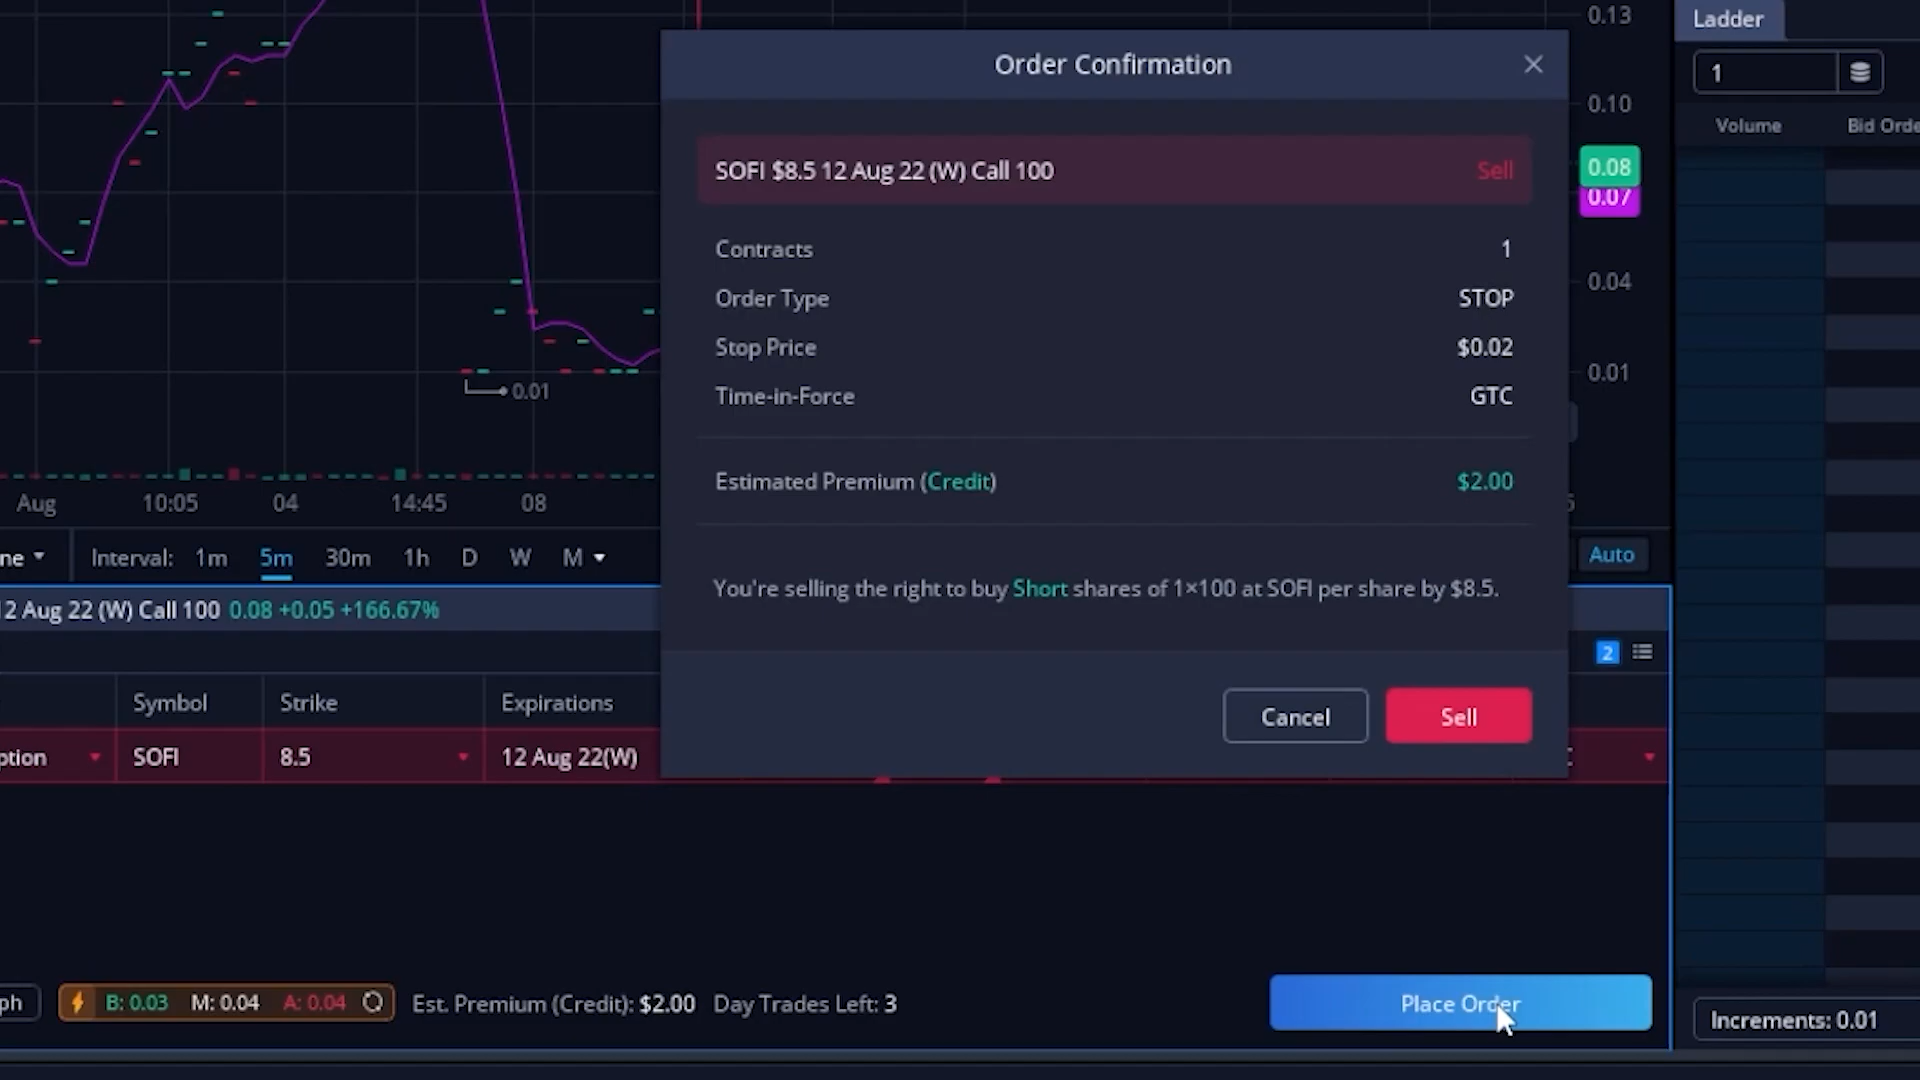 0.13
Ladder
Order Confirmation
1
0.10
Volume
Bid Orde
SOFI $8.5 12 Aug 22 (W) Call 100
Sell
0.08
0.07
Contracts
1
Order Type
STOP
0.04
Stop Price
$0.02
0.01
0.01
Time-in-Force
GTC
Estimated Premium (Credit)
$2.00
Aug
10:05
04
14:45
08
ne
Interval:
1m
5m
30m
1h
D
W
M
Auto
You're selling the right to buy Short shares of 1×100 at SOFI per share by $8.5.
2 Aug 22 (W) Call 100 0.08 +0.05 +166.67%
2
Symbol
Strike
Expirations
Cancel
Sell
ption
SOFI
8.5
12 Aug 22(W)
ph
B: 0.03
M: 0.04
A: 0.04
Est. Premium (Credit): $2.00
Day Trades Left: 3
Place Order
Increments: 0.01